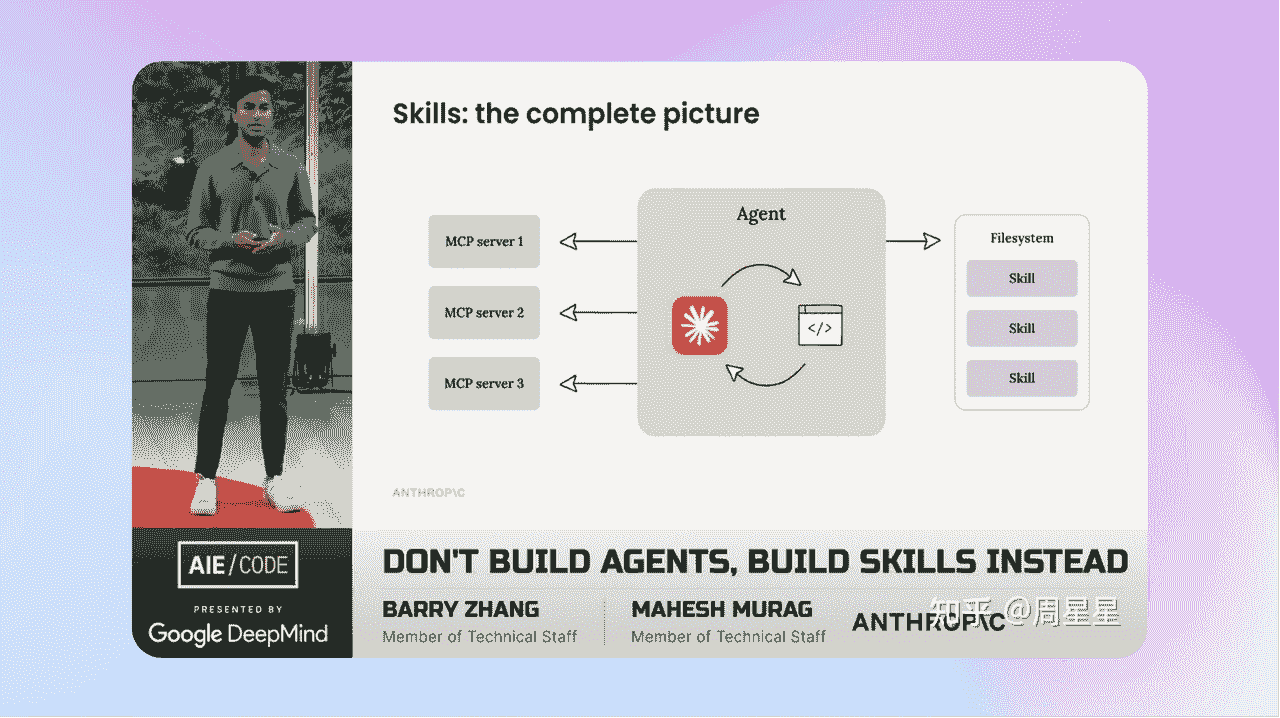 Skills: the complete picture
Agent
MCP server 1
MCP server 2
MCP server 3
</>
Filesystem
Skill
Skill
Skill
ANTHROP\C
AIE/CODE
PRESENTED BY
Google DeepMind
DON'T BUILD AGENTS, BUILD SKILLS INSTEAD
BARRY ZHANG
Member of Technical Staff
MAHESH MURAG
Member of Technical Staff
ANTHROP\C
知乎 @周星星